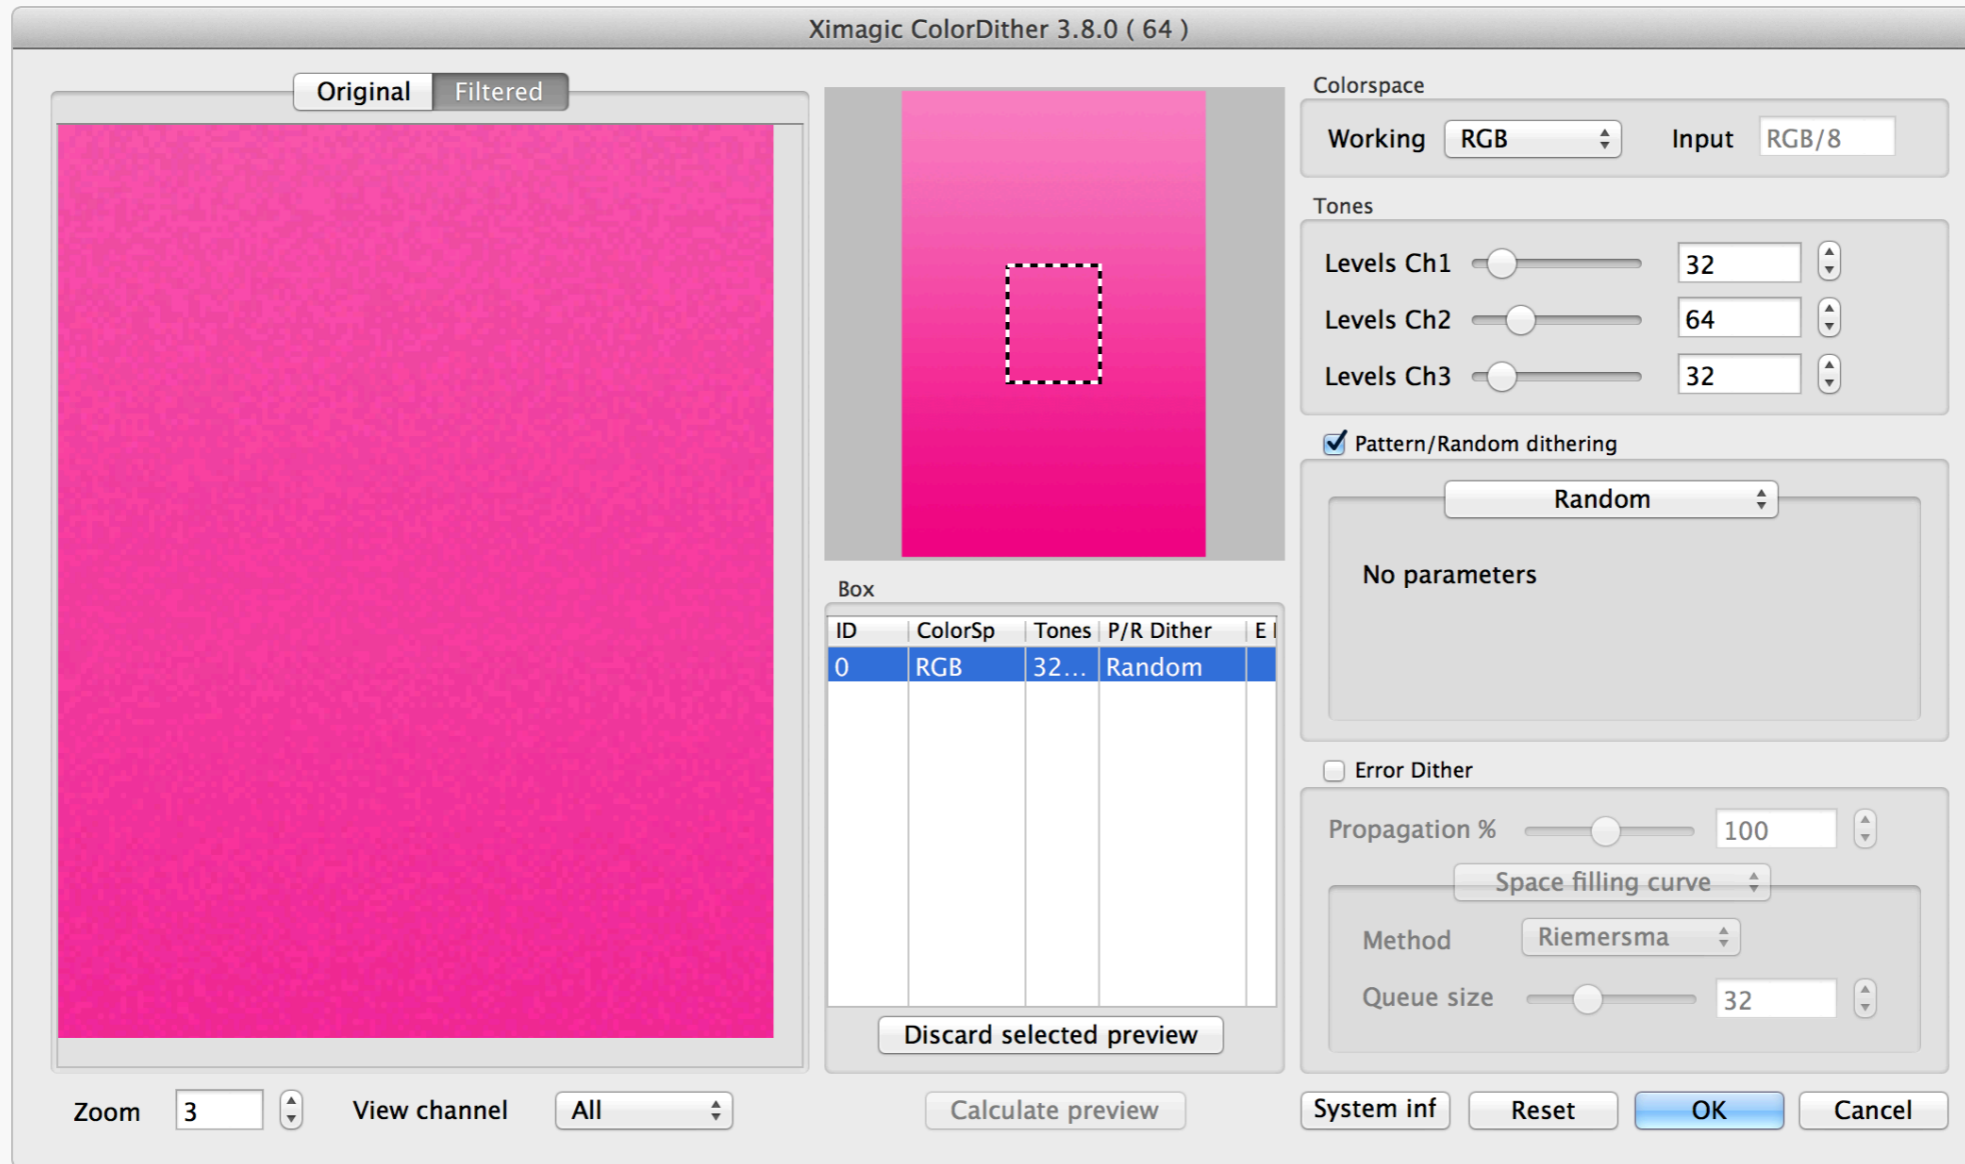 Ximagic ColorDither 3.8.0 ( 64 )
Original Filtered
Colorspace
Working RGB Input RGB/8
Tones
Levels Ch1 32
Levels Ch2 64
Levels Ch3 32
Pattern/Random dithering
Random
No parameters
Box
ID ColorSp Tones P/R Dither E
0 RGB 32... Random
Discard selected preview
Error Dither
Propagation % 100
Space filling curve
Method Riemersma
Queue size 32
Zoom 3 View channel All Calculate preview System inf Reset OK Cancel